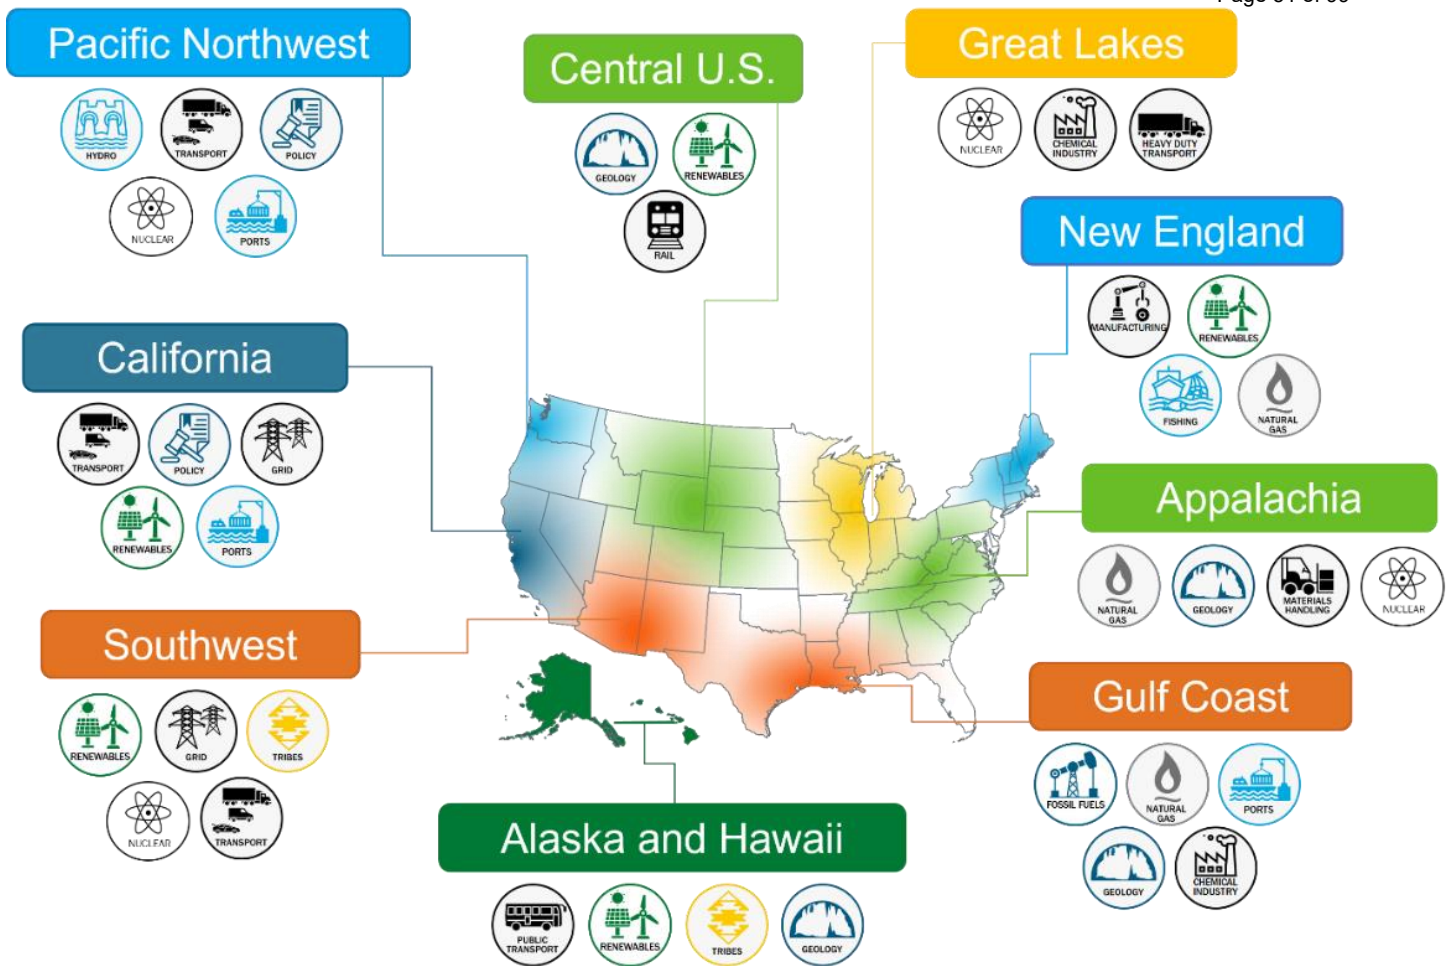 Pacific Northwest
HYDRO
TRANSPORT
POLICY
NUCLEAR
PORTS
Central U.S.
GEOLOGY
RENEWABLES
RAIL
Great Lakes
NUCLEAR
CHEMICAL
INDUSTRY
HEAVY DUTY
TRANSPORT
New England
MANUFACTURING
RENEWABLES
FISHING
NATURAL
GAS
California
TRANSPORT
POLICY
GRID
RENEWABLES
PORTS
Appalachia
NATURAL
GAS
GEOLOGY
MATERIALS
HANDLING
NUCLEAR
Southwest
RENEWABLES
GRID
TRIBES
NUCLEAR
TRANSPORT
Gulf Coast
FOSSIL FUELS
NATURAL
GAS
PORTS
GEOLOGY
CHEMICAL
INDUSTRY
Alaska and Hawaii
PUBLIC
TRANSPORT
RENEWABLES
TRIBES
GEOLOGY